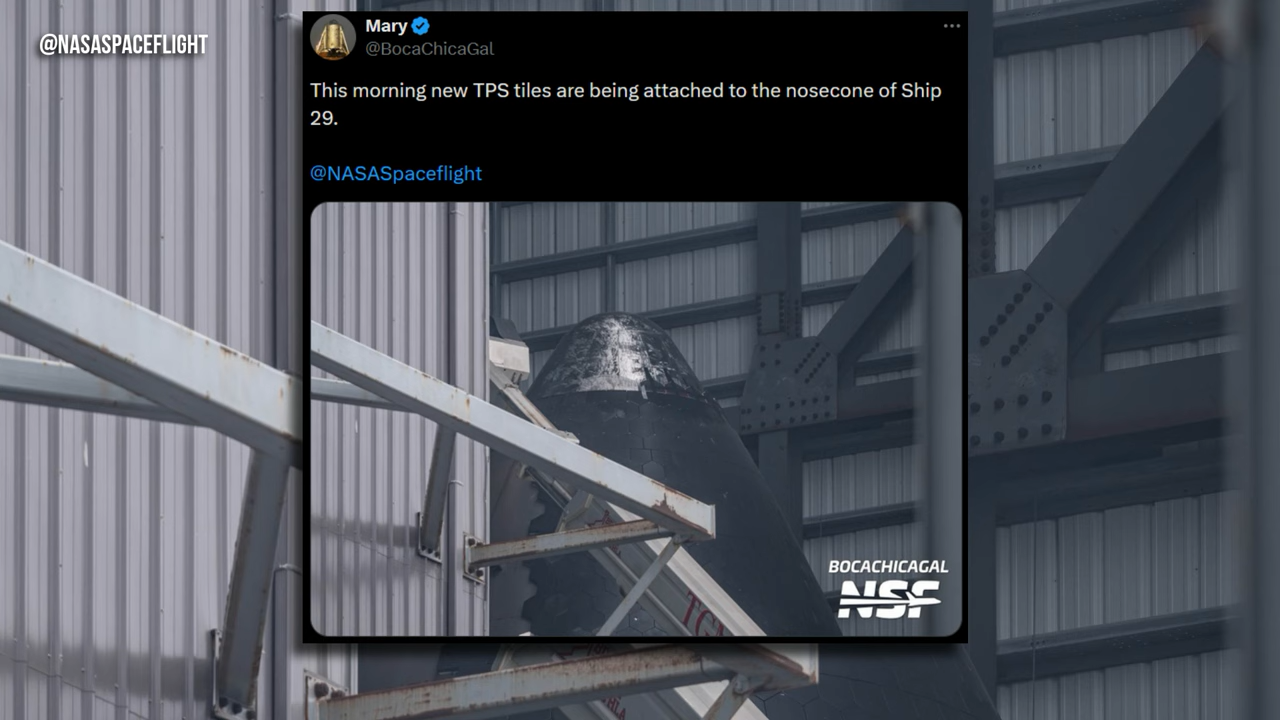 @NASASPACEFLIGHT
Mary
@BocaChicaGal
This morning new TPS tiles are being attached to the nosecone of Ship
29.
@NASASpaceflight
BOCACHICAGAL
NSF